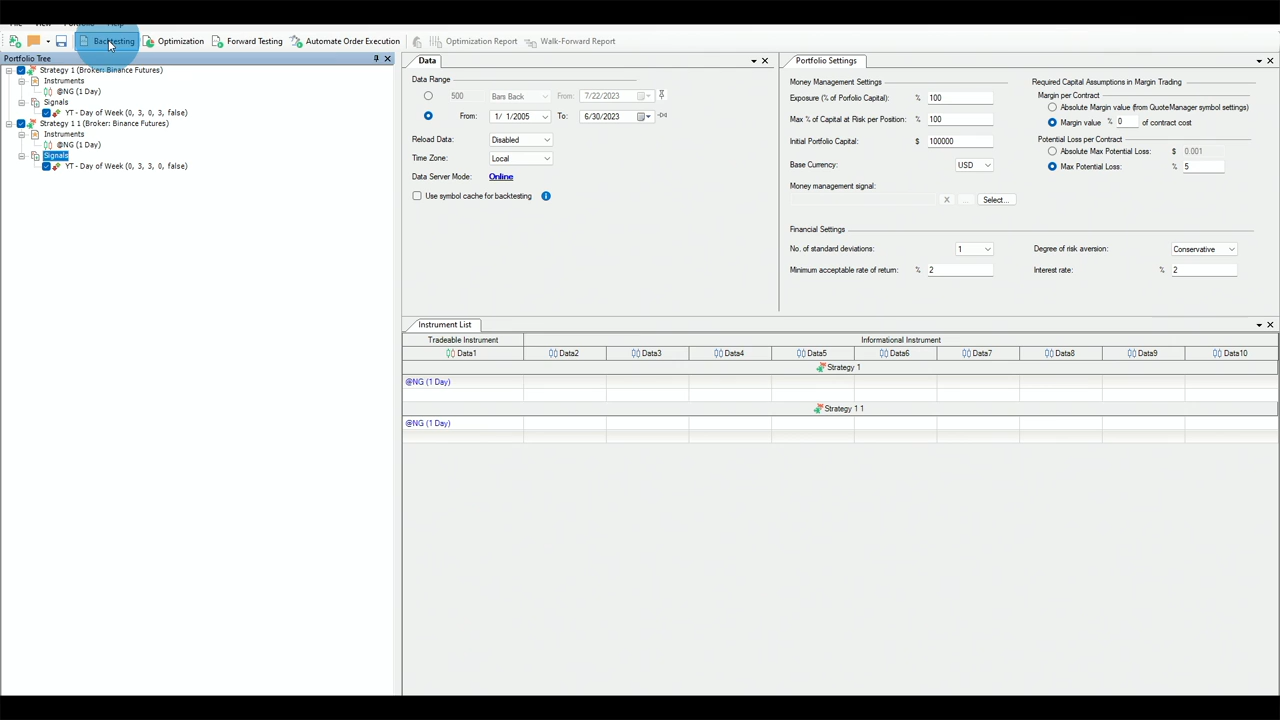 File View Portfolio Help
Backtesting Optimization Forward Testing Automate Order Execution Optimization Report Walk-Forward Report
Portfolio Tree
Strategy 1 (Broker: Binance Futures)
Instruments
@NG (1 Day)
Signals
YT - Day of Week (0, 3, 0, 3, false)
Strategy 1 1 (Broker: Binance Futures)
Instruments
@NG (1 Day)
Signals
YT - Day of Week (0, 3, 3, 0, false)
Data
Data Range
500 Bars Back From: 7/22/2023
From: 1/ 1/2005 To: 6/30/2023
Reload Data: Disabled
Time Zone: Local
Data Server Mode: Online
Use symbol cache for backtesting
Portfolio Settings
Money Management Settings
Exposure (% of Porfolio Capital): % 100
Max % of Capital at Risk per Position: % 100
Initial Portfolio Capital: $ 100000
Base Currency: USD
Money management signal:
X ... Select...
Required Capital Assumptions in Margin Trading
Margin per Contract
Absolute Margin value (from QuoteManager symbol settings)
Margin value % 0 of contract cost
Potential Loss per Contract
Absolute Max Potential Loss: $ 0.001
Max Potential Loss: % 5
Financial Settings
No. of standard deviations: 1 Degree of risk aversion: Conservative
Minimum acceptable rate of return: % 2 Interest rate: % 2
Instrument List
Tradeable Instrument Informational Instrument
Data1 Data2 Data3 Data4 Data5 Data6 Data7 Data8 Data9 Data10
Strategy 1
@NG (1 Day)
Strategy 1 1
@NG (1 Day)